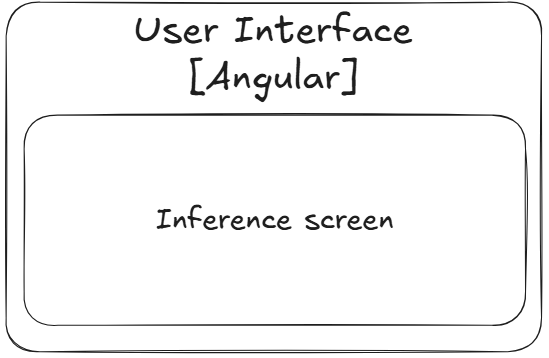 User Interface
[Angular]
Inference screen